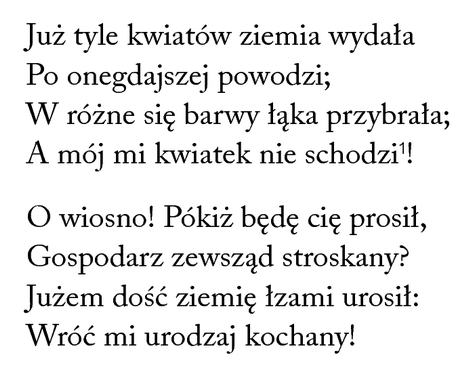 Już tyle kwiatów ziemia wydała
Po onegdajszej powodzi;
W różne się barwy łąka przybrała;
A mój mi kwiatek nie schodzi¹!
O wiosno! Pókiż będę cię prosił,
Gospodarz zewsząd stroskany?
Jużem dość ziemię łzami urosił:
Wróć mi urodzaj kochany!